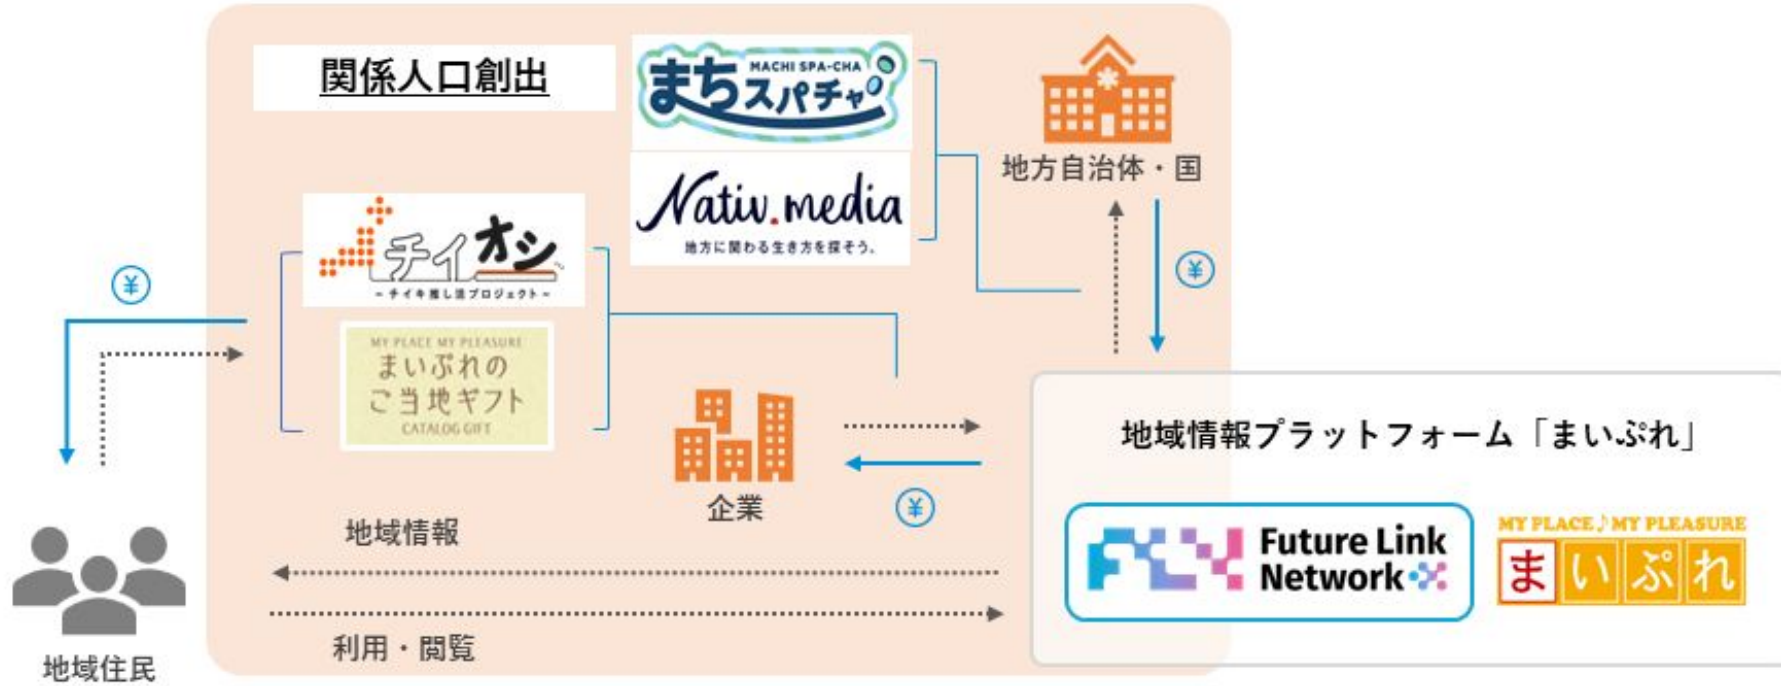 関係人口創出
MACHI SPA-CHA
まちスパチャ
Nativ.media
地方に関わる生き方を探そう。
地方自治体・国
チイオシ
～チイキ推し活プロジェクト～
¥
¥
MY PLACE MY PLEASURE
まいぷれの
ご当地ギフト
CATALOG GIFT
企業
¥
地域情報プラットフォーム「まいぷれ」
Future Link
Network
MY PLACE♪MY PLEASURE
まいぷれ
地域情報
利用・閲覧
地域住民